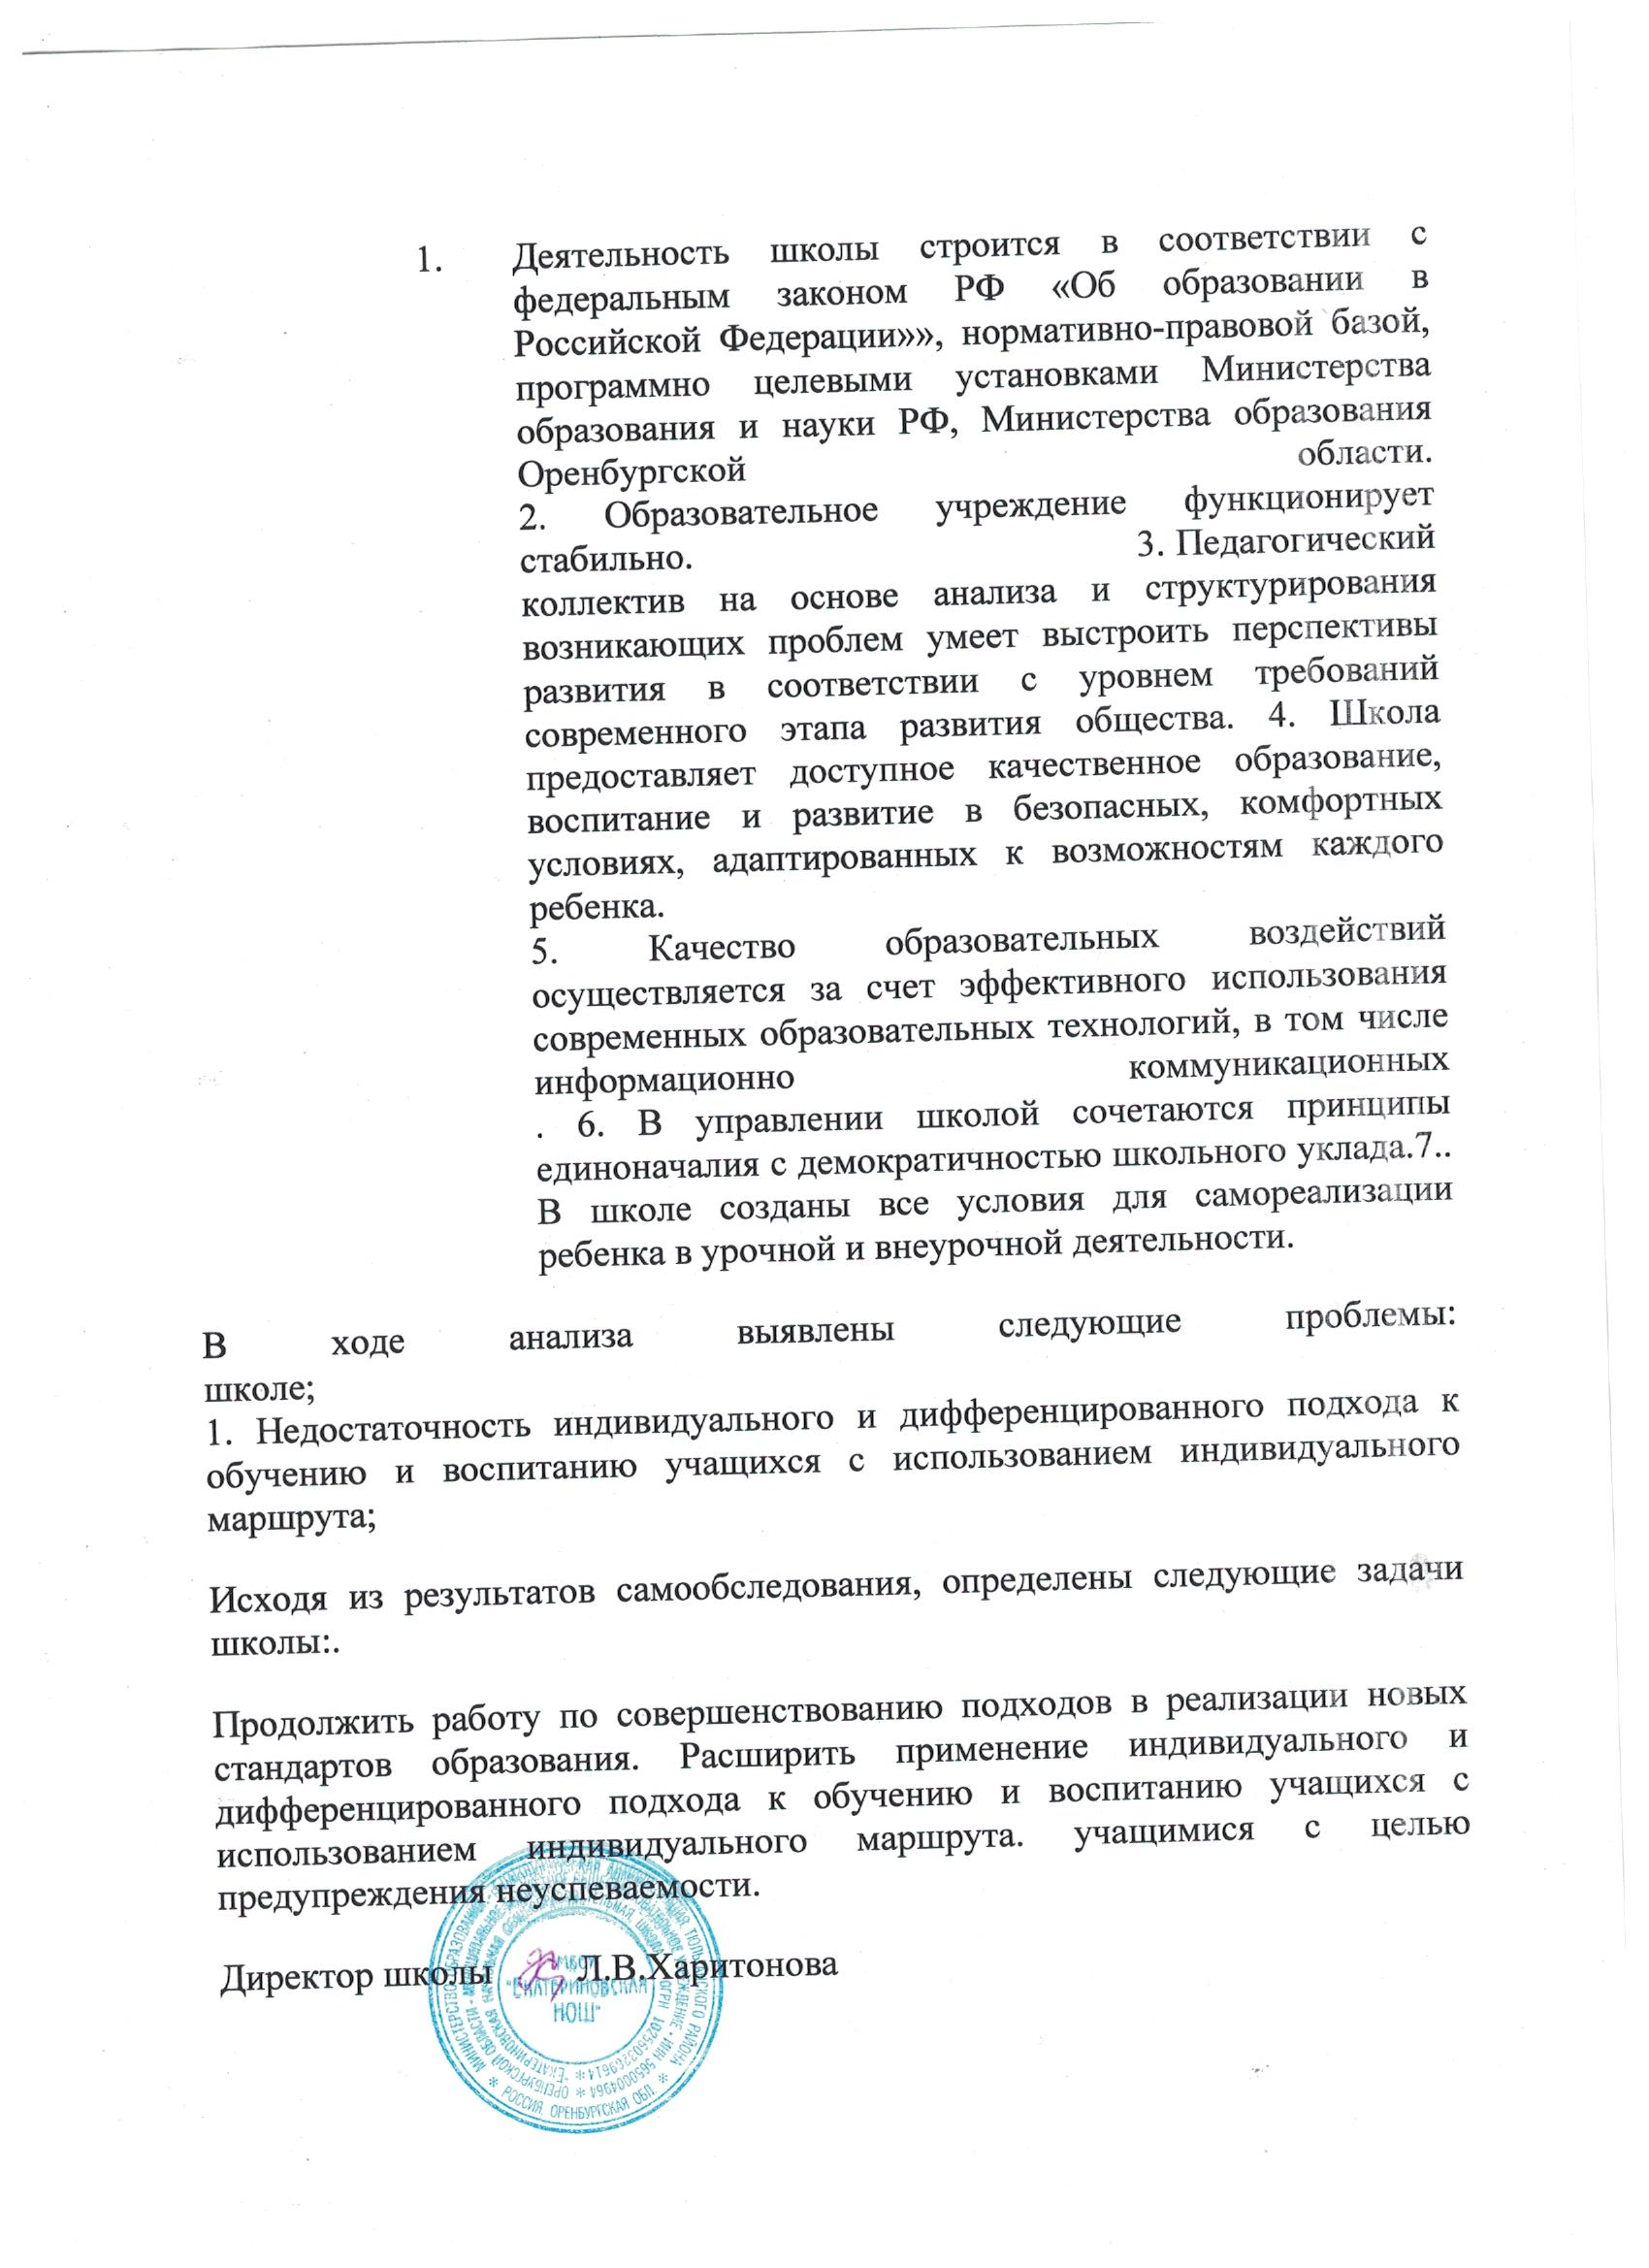 1. Деятельность школы строится в соответствии с
федеральным законом РФ «Об образовании в
Российской Федерации»», нормативно-правовой базой,
программно целевыми установками Министерства
образования и науки РФ, Министерства образования
Оренбургской области.
2. Образовательное учреждение функционирует
стабильно. 3. Педагогический
коллектив на основе анализа и структурирования
возникающих проблем умеет выстроить перспективы
развития в соответствии с уровнем требований
современного этапа развития общества. 4. Школа
предоставляет доступное качественное образование,
воспитание и развитие в безопасных, комфортных
условиях, адаптированных к возможностям каждого
ребенка.
5. Качество образовательных воздействий
осуществляется за счет эффективного использования
современных образовательных технологий, в том числе
информационно коммуникационных
. 6. В управлении школой сочетаются принципы
единоначалия с демократичностью школьного уклада.7..
В школе созданы все условия для самореализации
ребенка в урочной и внеурочной деятельности.
В ходе анализа выявлены следующие проблемы:
школе;
1. Недостаточность индивидуального и дифференцированного подхода к
обучению и воспитанию учащихся с использованием индивидуального
маршрута;
Исходя из результатов самообследования, определены следующие задачи
школы:.
Продолжить работу по совершенствованию подходов в реализации новых
стандартов образования. Расширить применение индивидуального и
дифференцированного подхода к обучению и воспитанию учащихся с
использованием индивидуального маршрута. учащимися с целью
предупреждения неуспеваемости.
Директор школы Л.В.Харитонова
МБОУ
"ЕКАТЕРИНОВСКАЯ
НОШ"
РОССИЯ. ОРЕНБУРГСКАЯ ОБЛ.